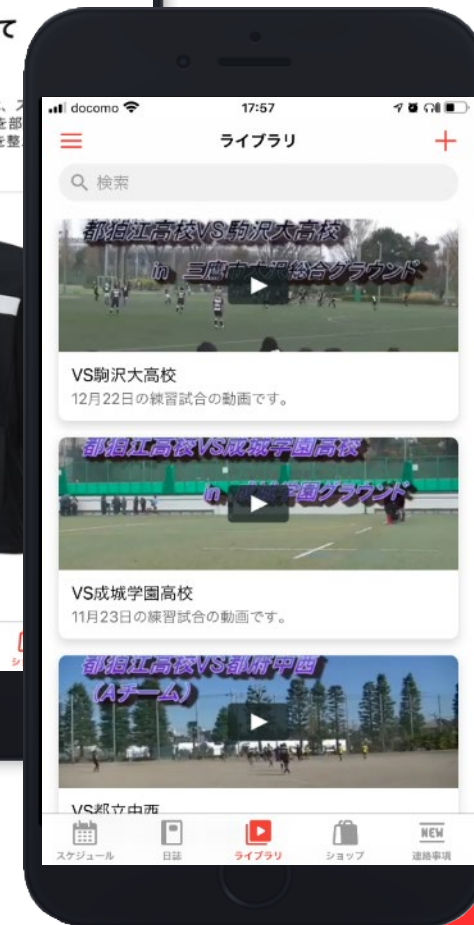 て
docomo
17:57
ライブラリ
検索
都狛江高校VS駒沢大高校
in 三鷹市大沢総合グラウンド
VS駒沢大高校
12月22日の練習試合の動画です。
都狛江高校VS成城学園高校
in 成城学園グラウンド
VS成城学園高校
11月23日の練習試合の動画です。
都狛江高校VS都府中西
(Aチーム)
VS都立中西
スケジュール
日誌
ライブラリ
ショップ
NEW
連絡事項